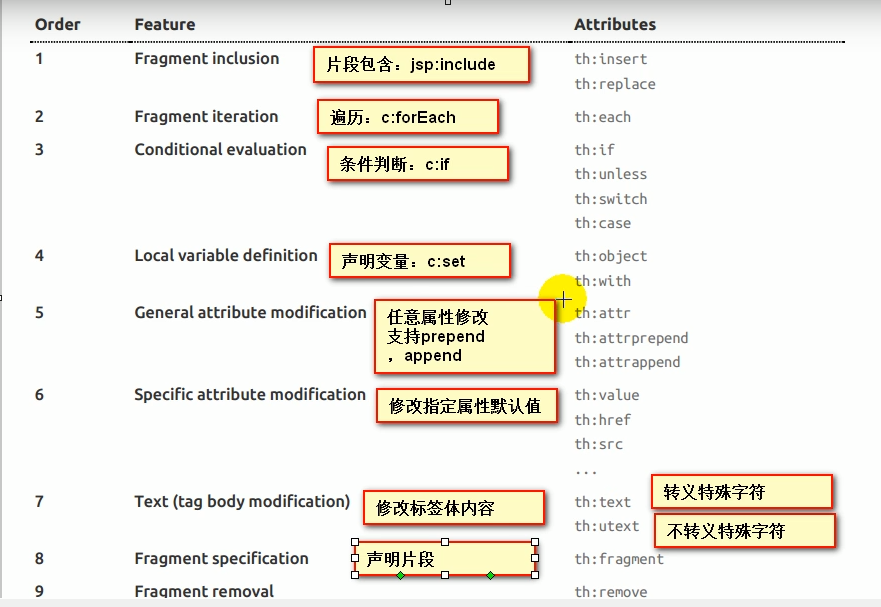 Order Feature Attributes
1 Fragment inclusion 片段包含：jsp:include th:insert
th:replace
2 Fragment iteration 遍历：c:forEach th:each
3 Conditional evaluation 条件判断：c:if th:if
th:unless
th:switch
th:case
4 Local variable definition 声明变量：c:set th:object
th:with
5 General attribute modification 任意属性修改 th:attr
支持prepend th:attrprepend
，append th:attrappend
6 Specific attribute modification 修改指定属性默认值 th:value
th:href
th:src
...
7 Text (tag body modification) 修改标签体内容 th:text 转义特殊字符
th:utext 不转义特殊字符
8 Fragment specification 声明片段 th:fragment
9 Fragment removal th:remove